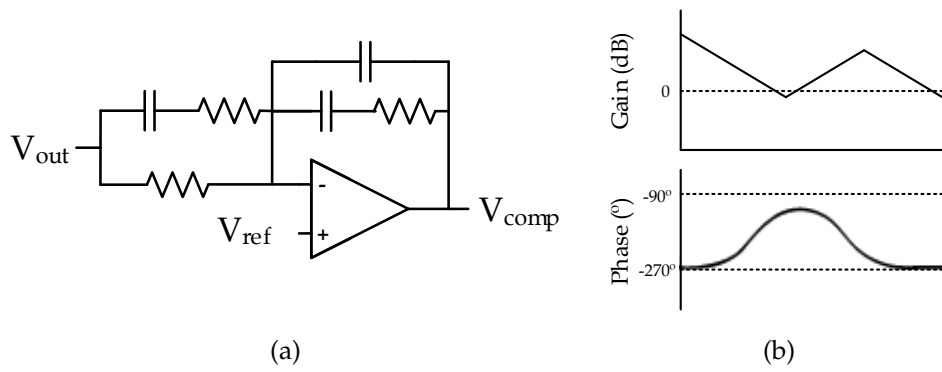 V_out
V_ref
-
+
V_comp
(a)
Gain (dB)
0
Phase (°)
-90°
-270°
(b)